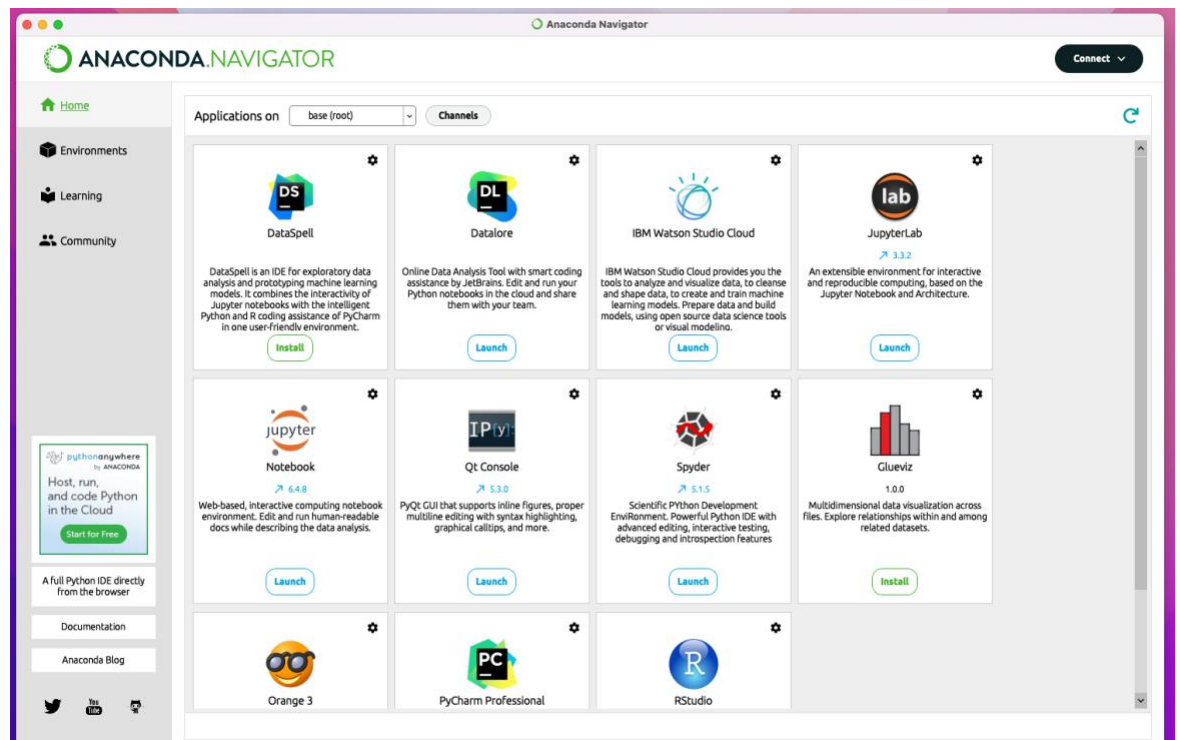 Anaconda Navigator
ANACONDA.NAVIGATOR
Connect
Home
Environments
Learning
Community
Applications on
base (root)
Channels
DS
DataSpell
DataSpell is an IDE for exploratory data
analysis and prototyping machine learning
models. It combines the interactivity of
Jupyter notebooks with the intelligent
Python and R coding assistance of PyCharm
in one user-friendly environment.
Install
DL
Datalore
Online Data Analysis Tool with smart coding
assistance by JetBrains. Edit and run your
Python notebooks in the cloud and share
them with your team.
Launch
IBM Watson Studio Cloud
IBM Watson Studio Cloud provides you the
tools to analyze and visualize data, to cleanse
and shape data, to create and train machine
learning models. Prepare data and build
models, using open source data science tools
or visual modeling.
Launch
lab
JupyterLab
3.3.2
An extensible environment for interactive
and reproducible computing, based on the
Jupyter Notebook and Architecture.
Launch
jupyter
Notebook
6.4.8
Web-based, interactive computing notebook
environment. Edit and run human-readable
docs while describing the data analysis.
Launch
IP[y]:
Qt Console
5.3.0
PyQt GUI that supports inline figures, proper
multiline editing with syntax highlighting,
graphical calltips, and more.
Launch
Spyder
5.1.5
Scientific PYthon Development
EnviRonment. Powerful Python IDE with
advanced editing, interactive testing,
debugging and introspection features
Launch
Glueviz
1.0.0
Multidimensional data visualization across
files. Explore relationships within and among
related datasets.
Install
Orange 3
PC
PyCharm Professional
R
RStudio
pythonanywhere
by ANACONDA
Host, run,
and code Python
in the Cloud
Start for Free
A full Python IDE directly
from the browser
Documentation
Anaconda Blog
You
Tube